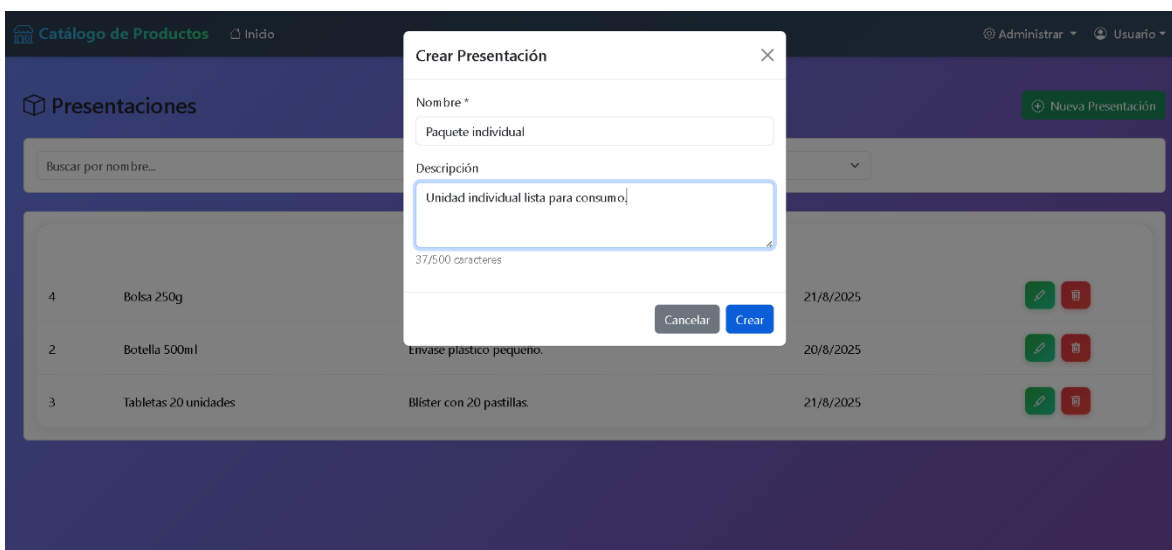 Catálogo de Productos Inicio Administrar Usuario
Crear Presentación
Presentaciones
Nueva Presentación
Nombre *
Paquete individual
Buscar por nombre...
Descripción
Unidad individual lista para consumo.
37/500 caracteres
Cancelar Crear
4 Bolsa 250g 21/8/2025
2 Botella 500ml Envase plástico pequeño. 20/8/2025
3 Tabletas 20 unidades Blíster con 20 pastillas. 21/8/2025